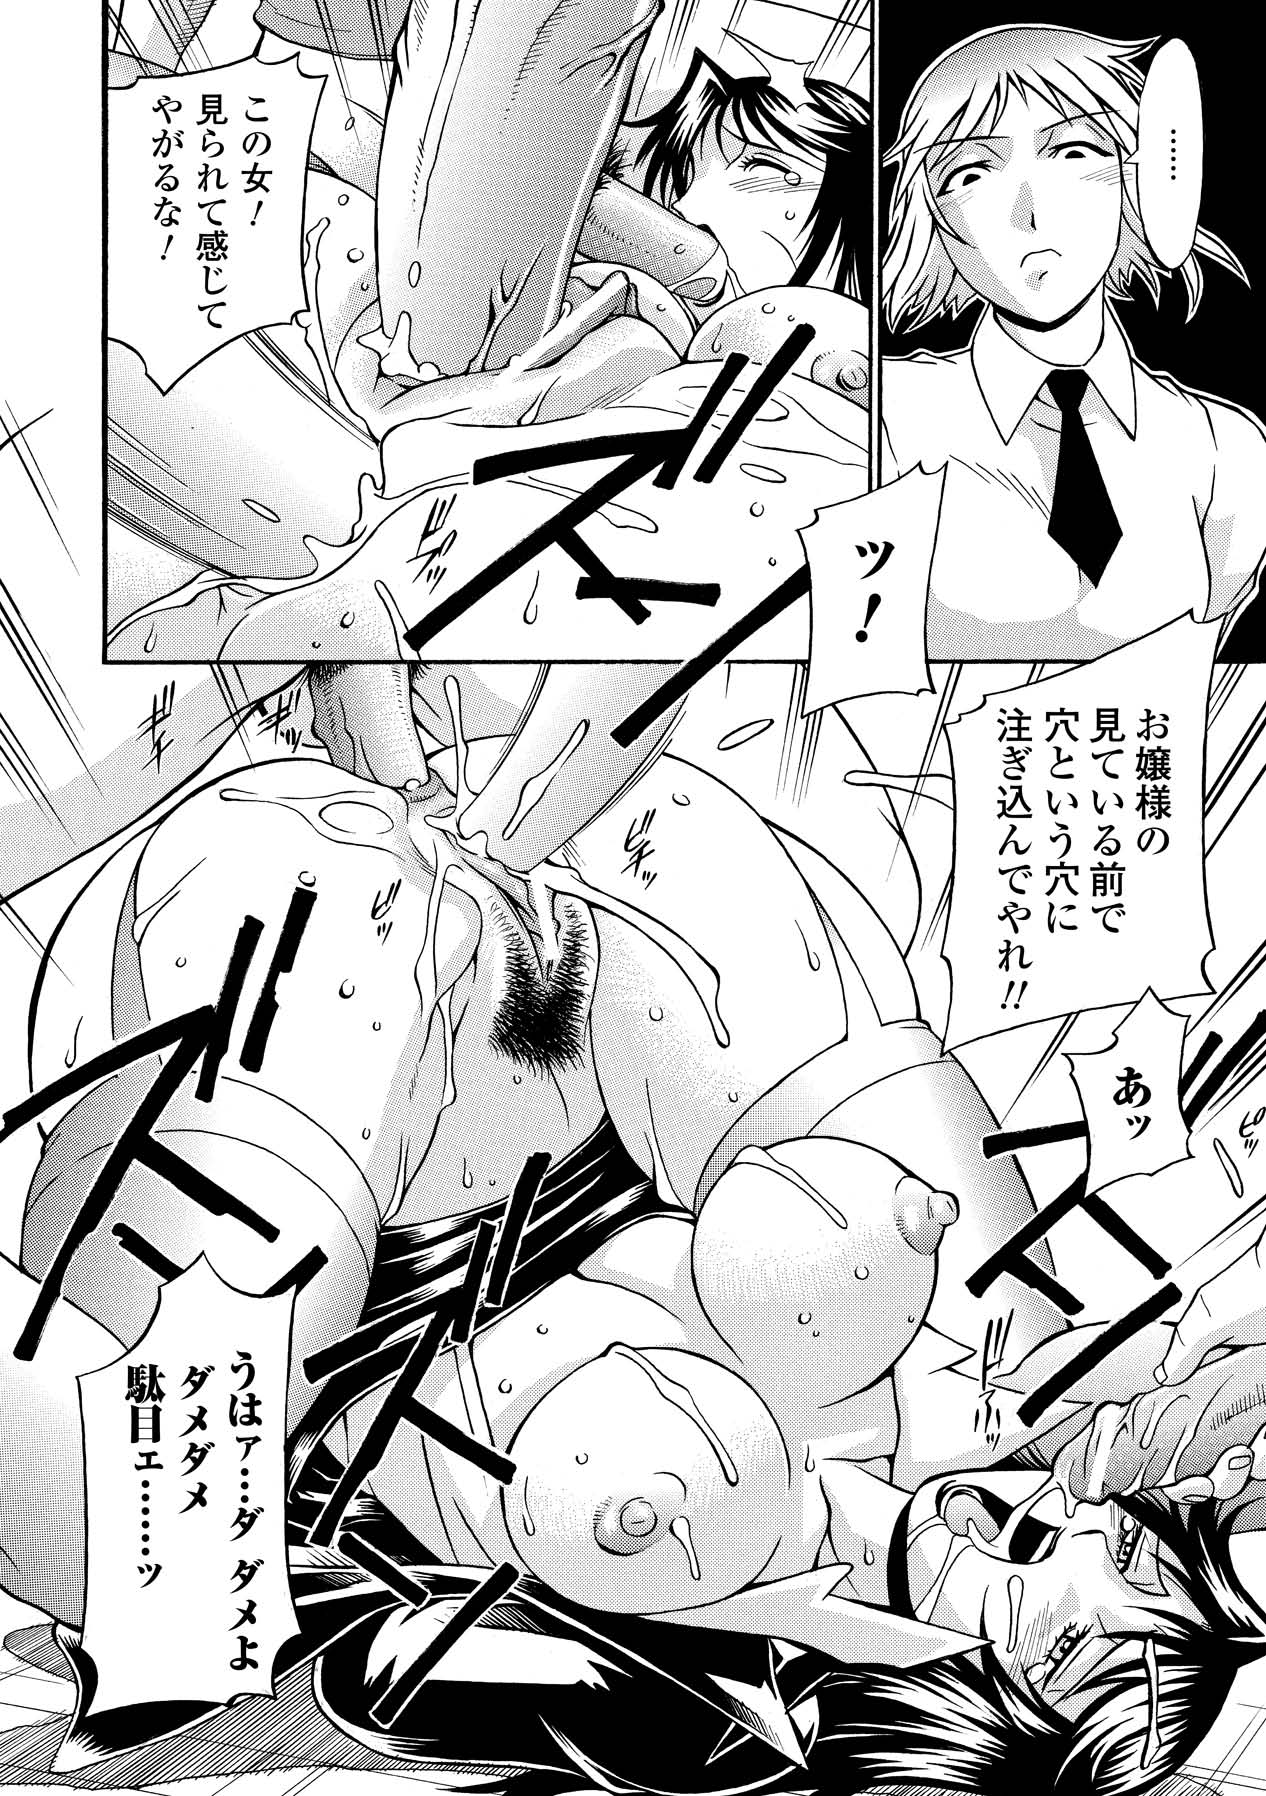 ……
この女！
見られて感じて
やがるな！
ッ！
お嬢様の
見ている前で
穴という穴に
注ぎ込んでやれ!!
あッ
うはァ…ダ ダメよ
ダメダメ
駄目ェ……ッ